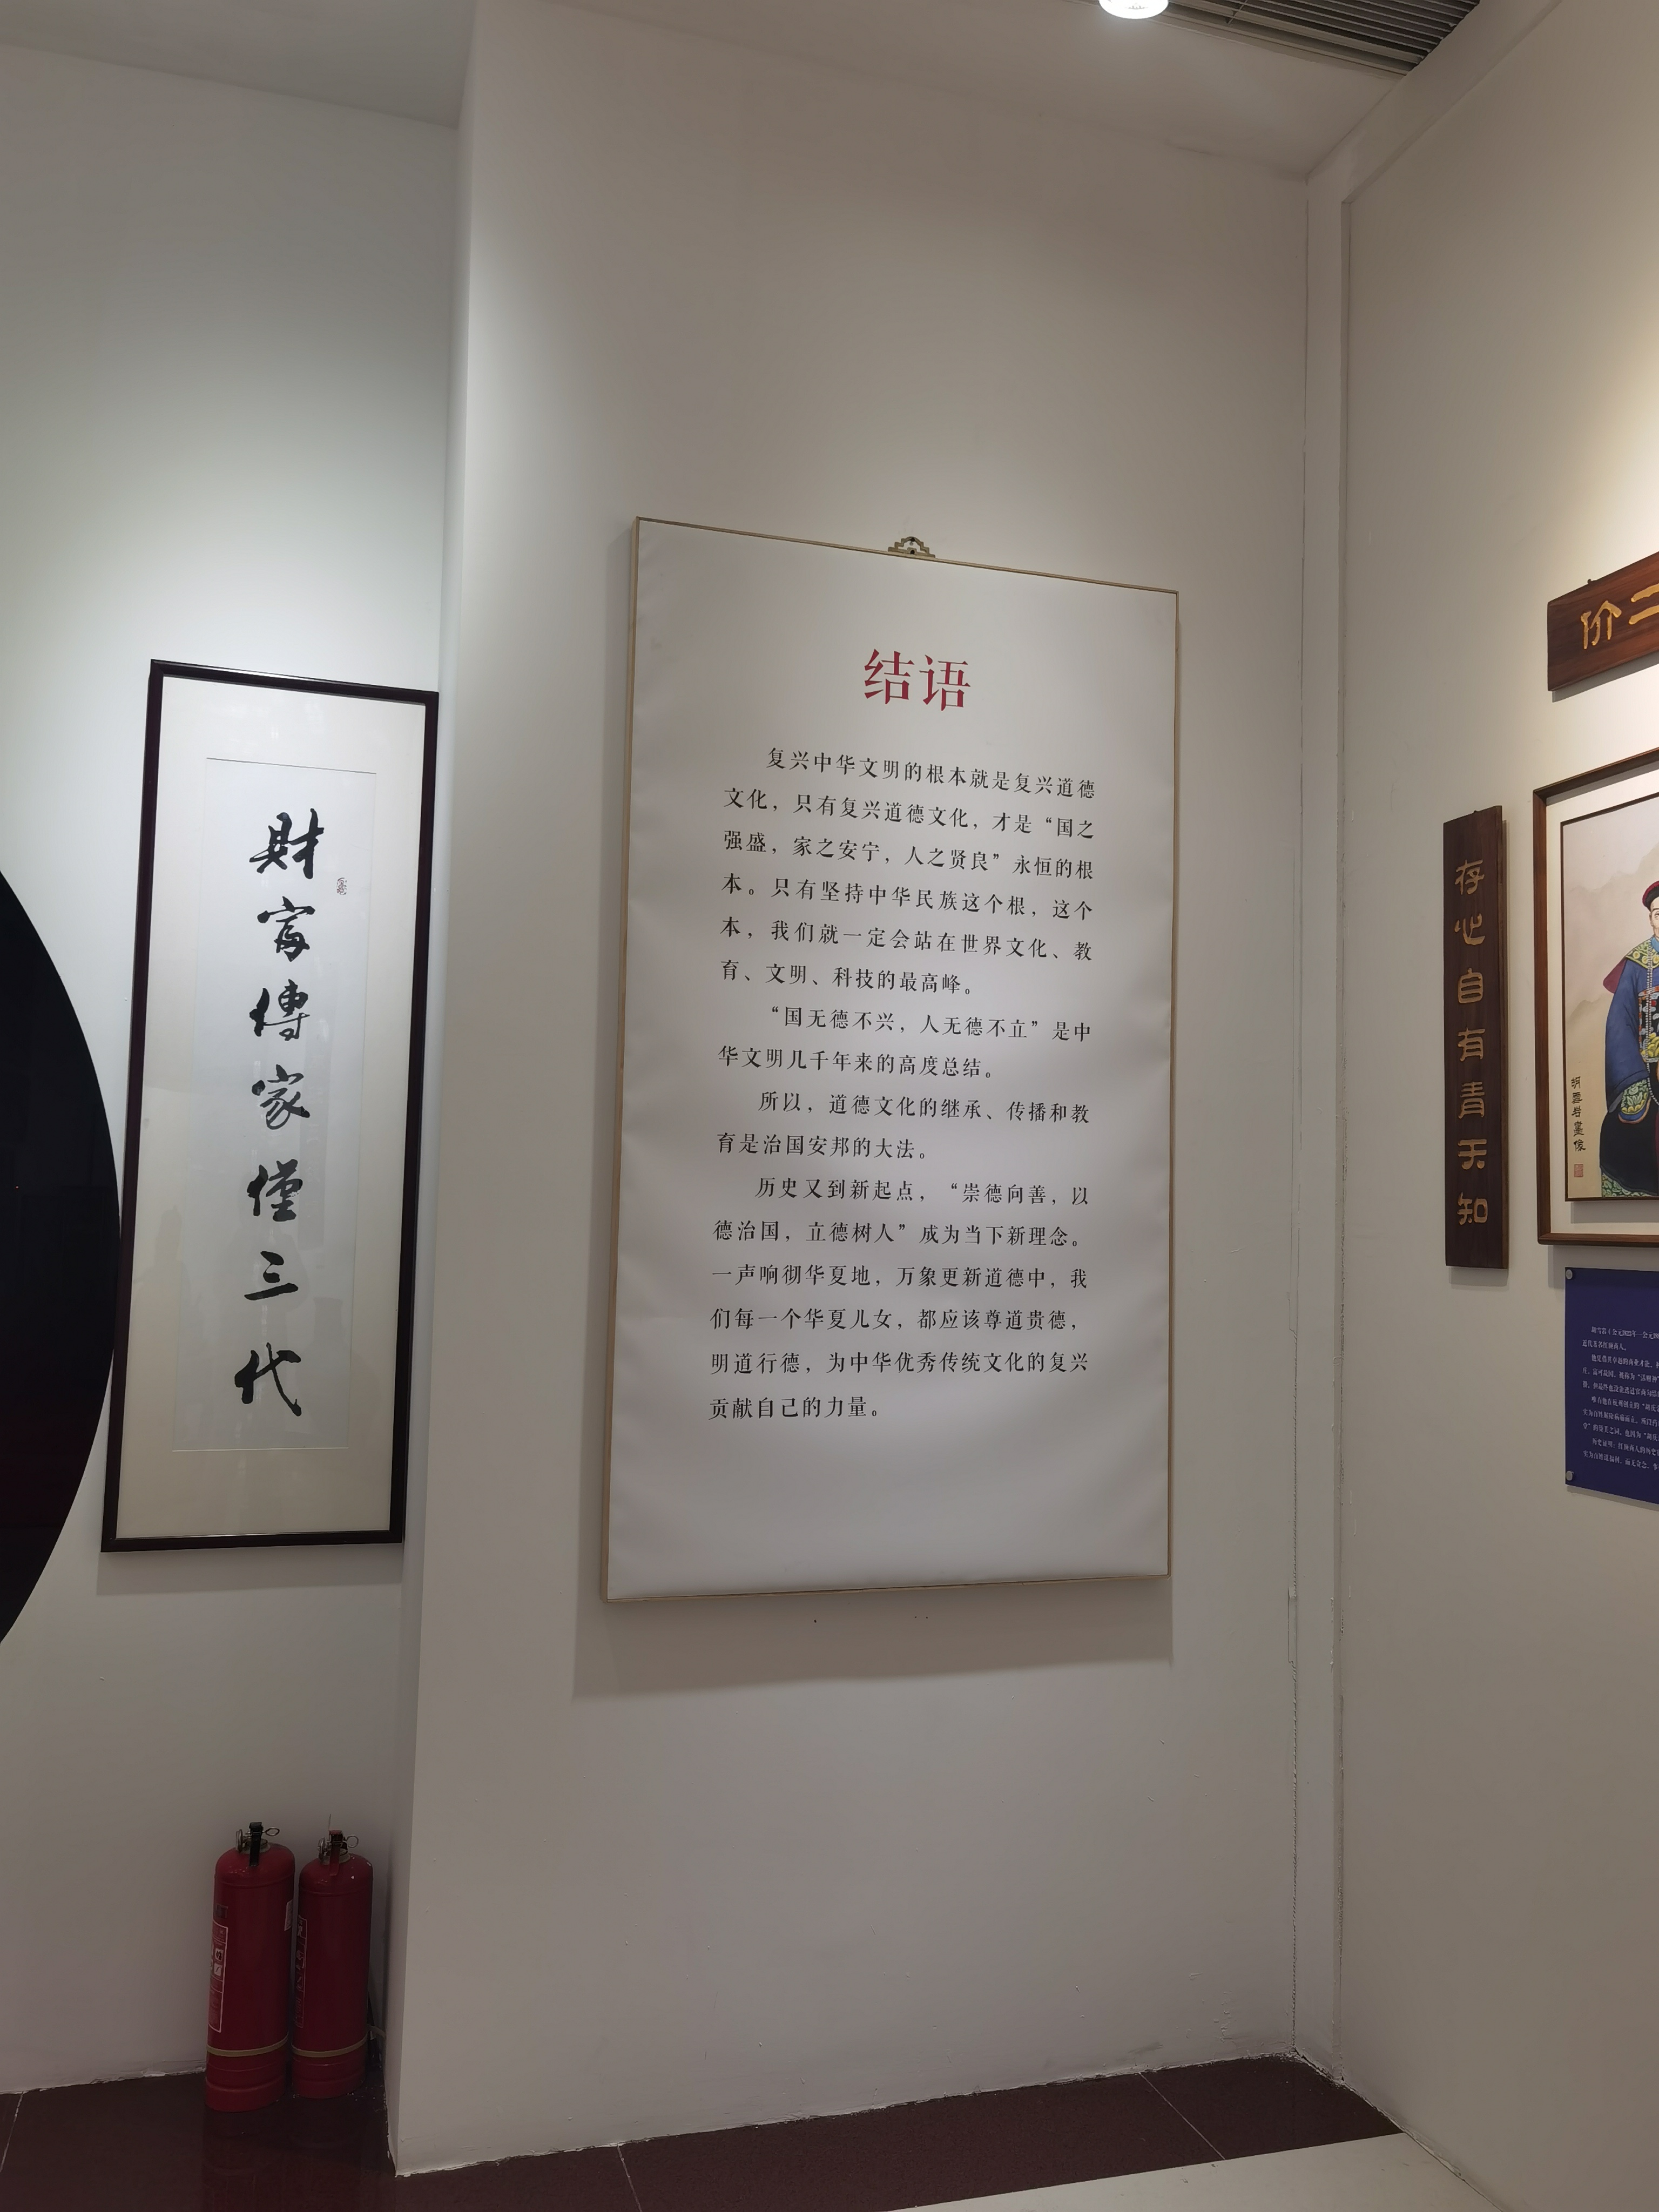 財富傳家僅三代
结语
复兴中华文明的根本就是复兴道德
文化，只有复兴道德文化，才是“国之
强盛，家之安宁，人之贤良”永恒的根
本。只有坚持中华民族这个根，这个
本，我们就一定会站在世界文化、教
育、文明、科技的最高峰。
“国无德不兴，人无德不立”是中
华文明几千年来的高度总结。
所以，道德文化的继承、传播和教
育是治国安邦的大法。
历史又到新起点，“崇德向善，以
德治国，立德树人”成为当下新理念。
一声响彻华夏地，万象更新道德中，我
们每一个华夏儿女，都应该尊道贵德，
明道行德，为中华优秀传统文化的复兴
贡献自己的力量。
价二
存心自有青天知